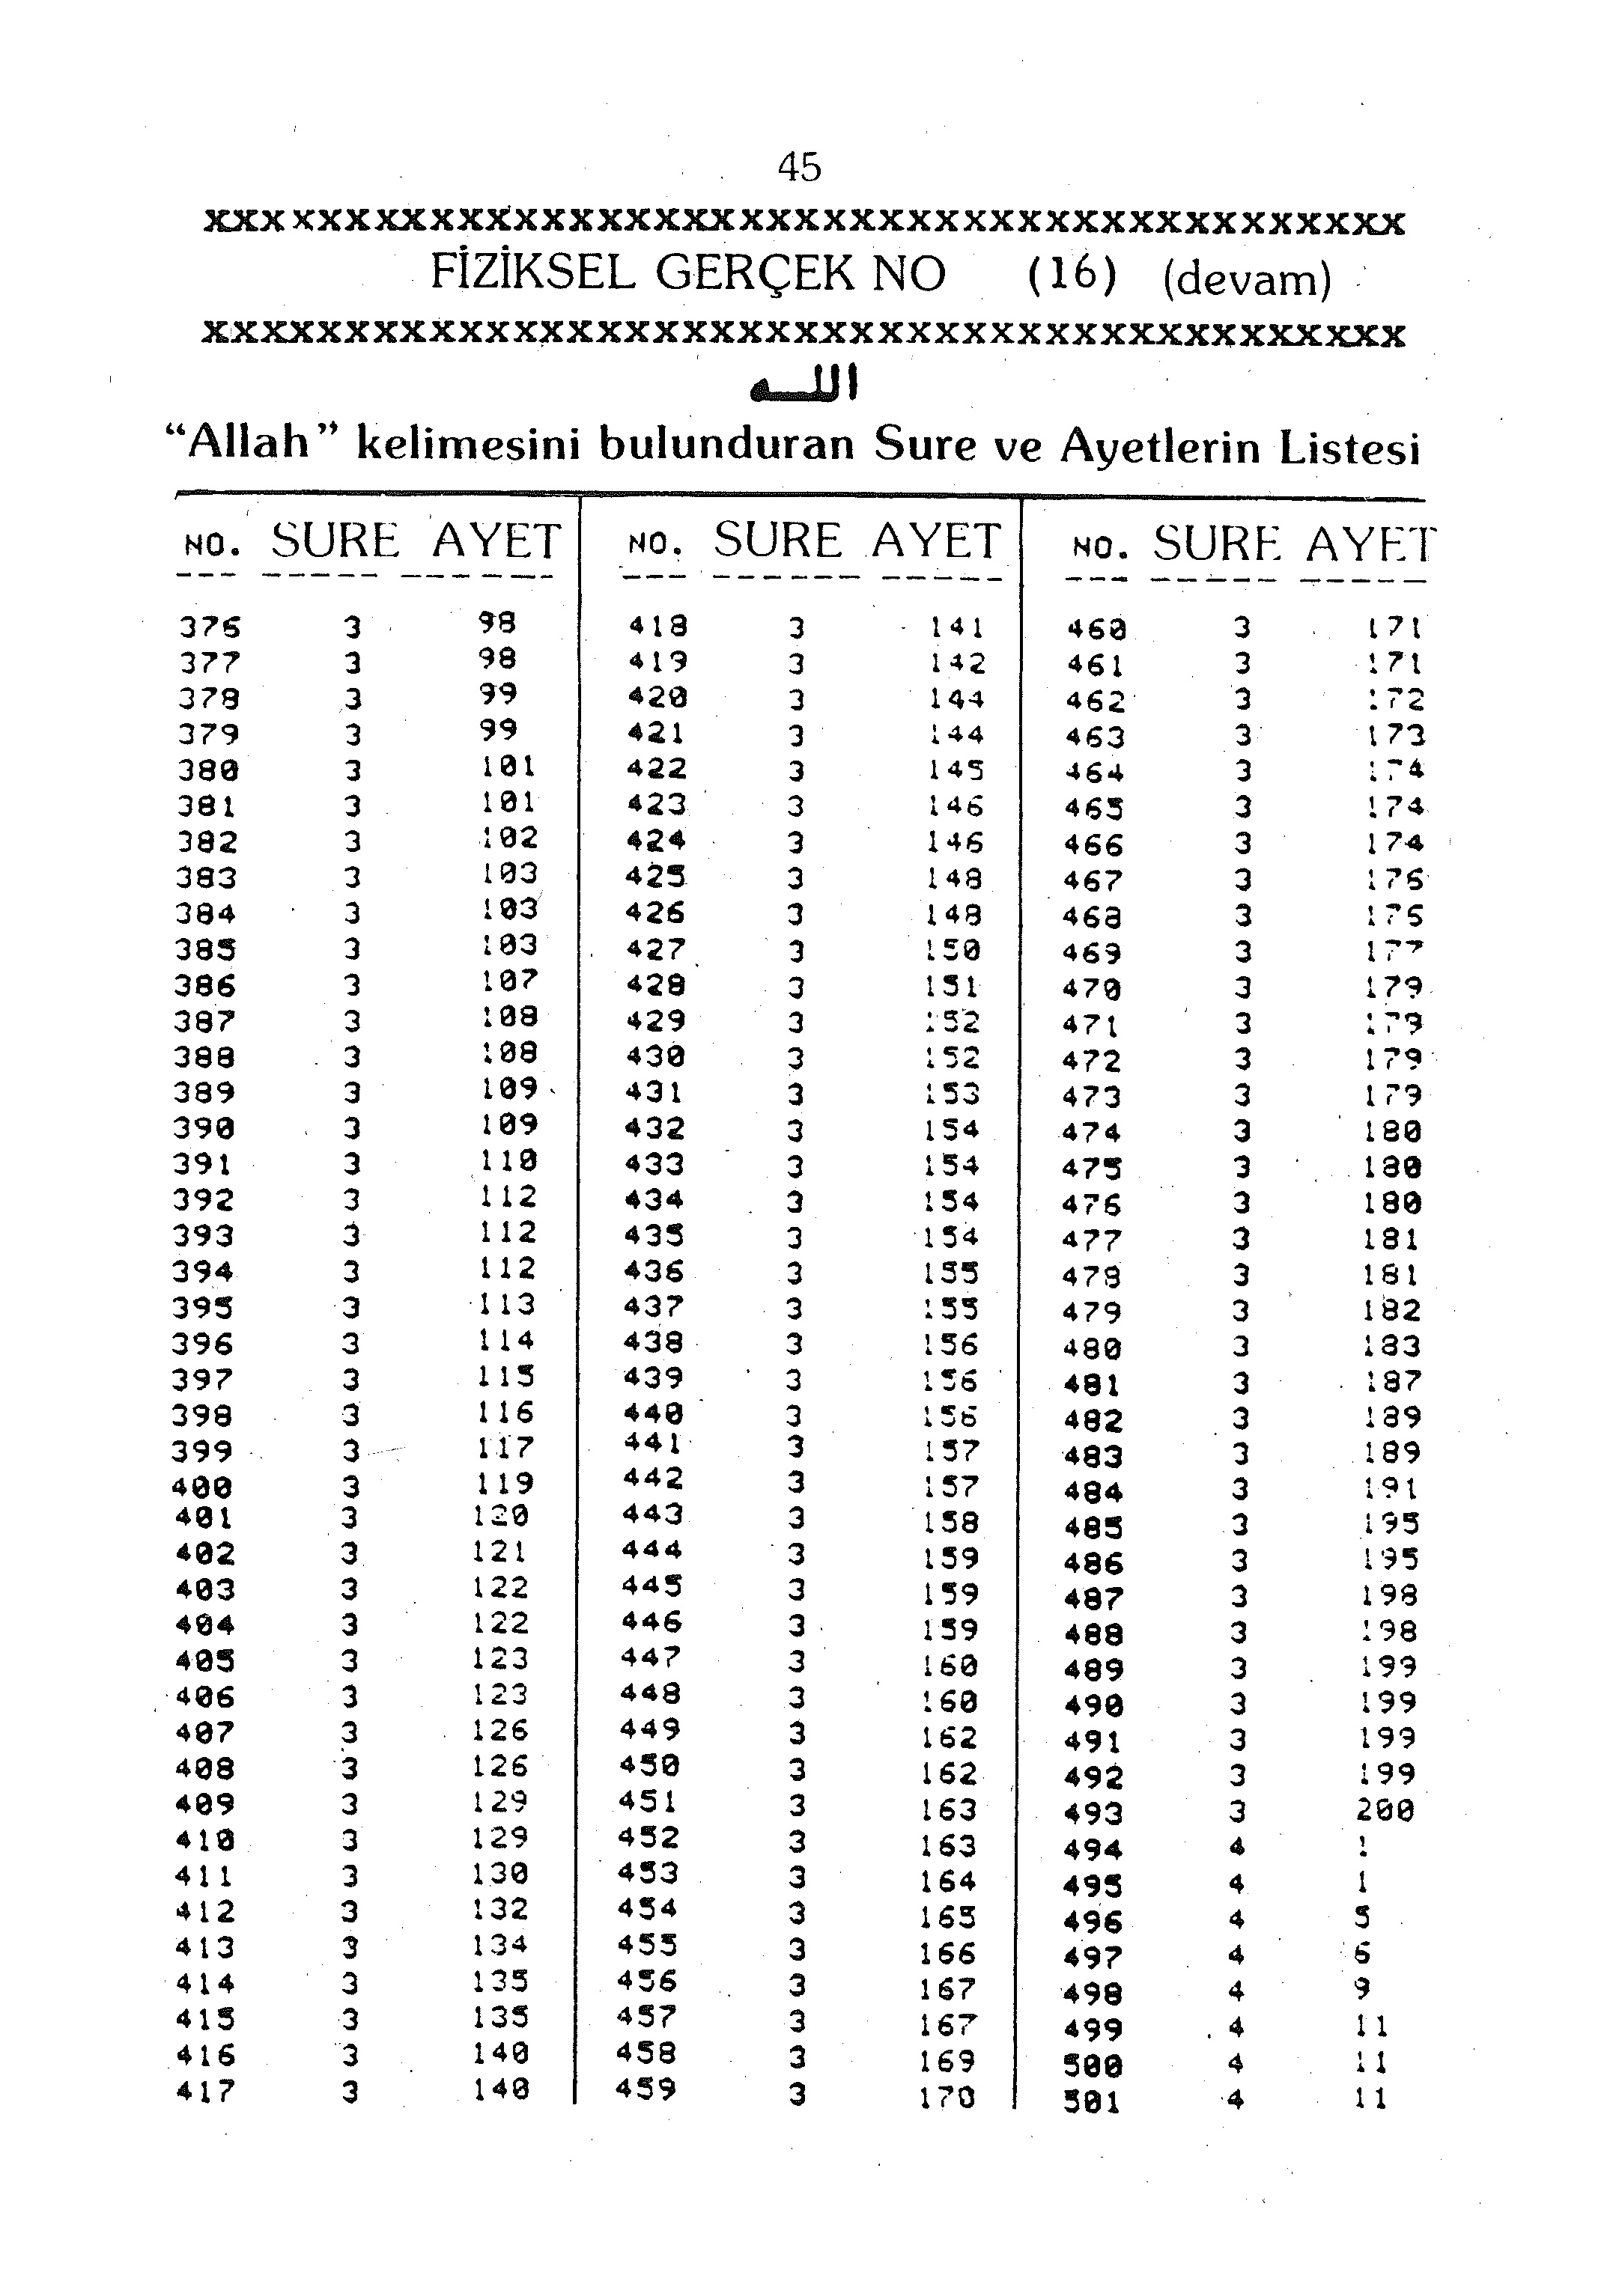 45
xxxxxxxxxxxxxxxxxxxxxxxxxxxxxxxxxxxxxxxxxxx
FİZİKSEL GERÇEK NO (16) (devam)
xxxxxxxxxxxxxxxxxxxxxxxxxxxxxxxxxxxxxxxxxxx
الله
“Allah” kelimesini bulunduran Sure ve Ayetlerin Listesi
NO. SURE AYET NO. SURE AYET NO. SURE AYET
376 3 98 418 3 141 460 3 171
377 3 98 419 3 142 461 3 171
378 3 99 420 3 144 462 3 172
379 3 99 421 3 144 463 3 173
380 3 101 422 3 145 464 3 174
381 3 101 423 3 146 465 3 174
382 3 102 424 3 146 466 3 174
383 3 103 425 3 148 467 3 176
384 3 103 426 3 148 468 3 176
385 3 103 427 3 150 469 3 177
386 3 107 428 3 151 470 3 179
387 3 108 429 3 152 471 3 179
388 3 108 430 3 152 472 3 179
389 3 109 431 3 153 473 3 179
390 3 109 432 3 154 474 3 180
391 3 110 433 3 154 475 3 180
392 3 112 434 3 154 476 3 180
393 3 112 435 3 154 477 3 181
394 3 112 436 3 155 478 3 181
395 3 113 437 3 155 479 3 182
396 3 114 438 3 156 480 3 183
397 3 115 439 3 156 481 3 187
398 3 116 440 3 156 482 3 189
399 3 117 441 3 157 483 3 189
400 3 119 442 3 157 484 3 191
401 3 120 443 3 158 485 3 195
402 3 121 444 3 159 486 3 195
403 3 122 445 3 159 487 3 198
404 3 122 446 3 159 488 3 198
405 3 123 447 3 160 489 3 199
406 3 123 448 3 160 490 3 199
407 3 126 449 3 162 491 3 199
408 3 126 450 3 162 492 3 199
409 3 129 451 3 163 493 3 200
410 3 129 452 3 163 494 4 1
411 3 130 453 3 164 495 4 1
412 3 132 454 3 165 496 4 5
413 3 134 455 3 166 497 4 6
414 3 135 456 3 167 498 4 9
415 3 135 457 3 167 499 4 11
416 3 140 458 3 169 500 4 11
417 3 140 459 3 170 501 4 11